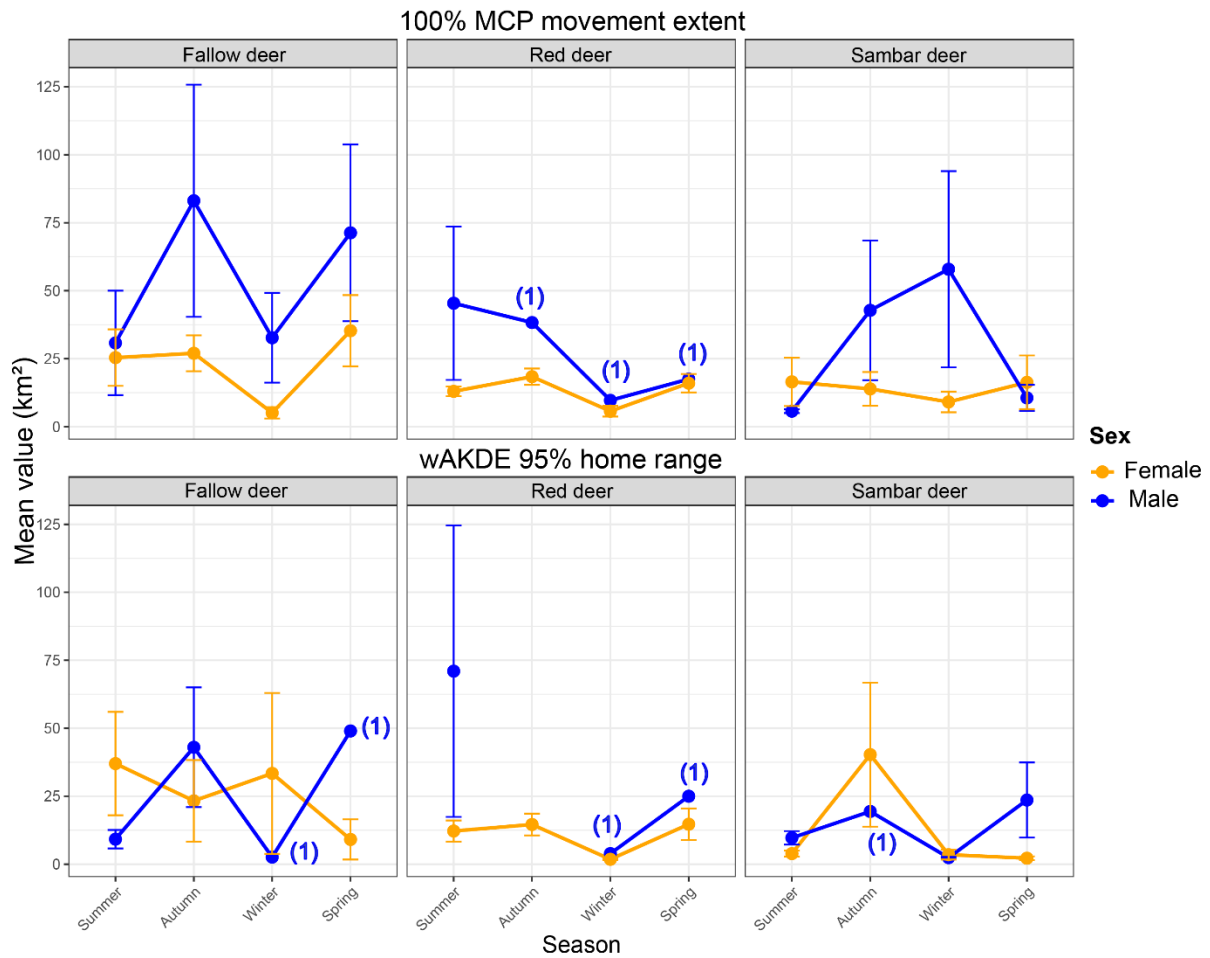 100% MCP movement extent
Fallow deer Red deer Sambar deer
125
100
75
50
25
0
(1)
(1)
(1)
wAKDE 95% home range
Fallow deer Red deer Sambar deer
125
100
75
50
25
0
(1)
(1)
(1)
(1)
(1)
Summer Autumn Winter Spring Summer Autumn Winter Spring Summer Autumn Winter Spring
Season
Mean value (km²)
Sex
Female
Male